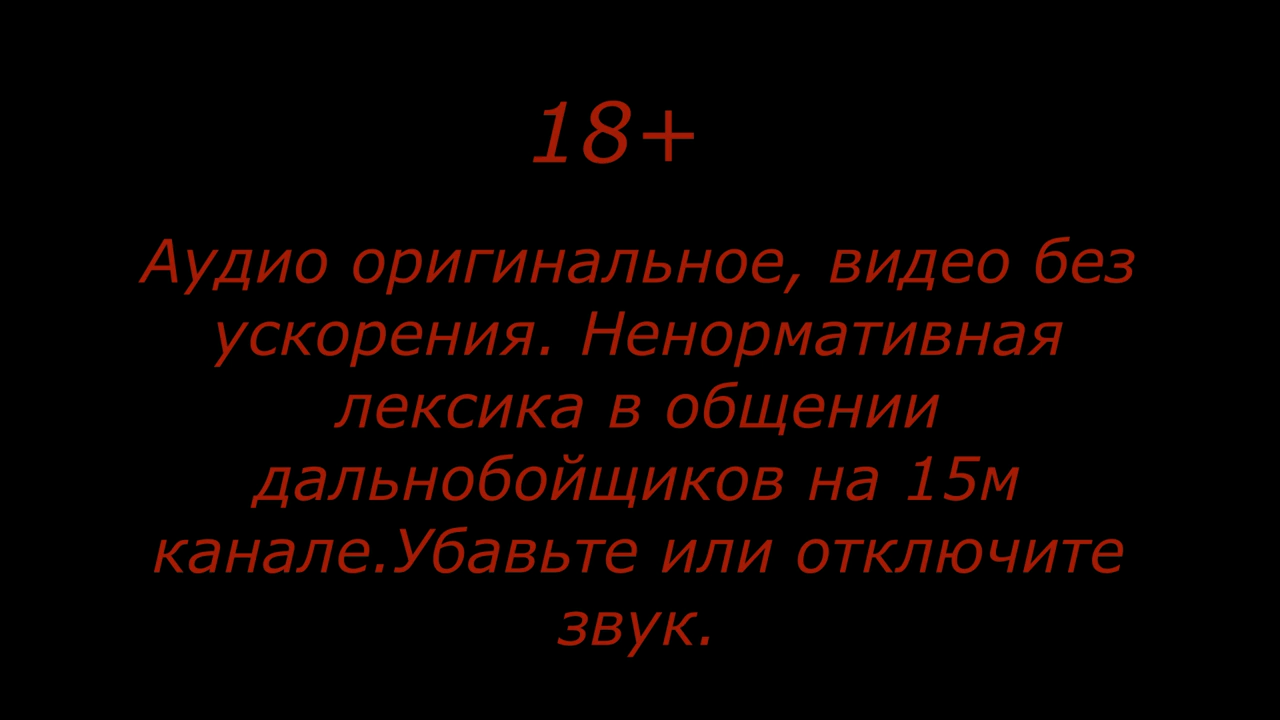 18+
Аудио оригинальное, видео без
ускорения. Ненормативная
лексика в общении
дальнобойщиков на 15м
канале.Убавьте или отключите
звук.